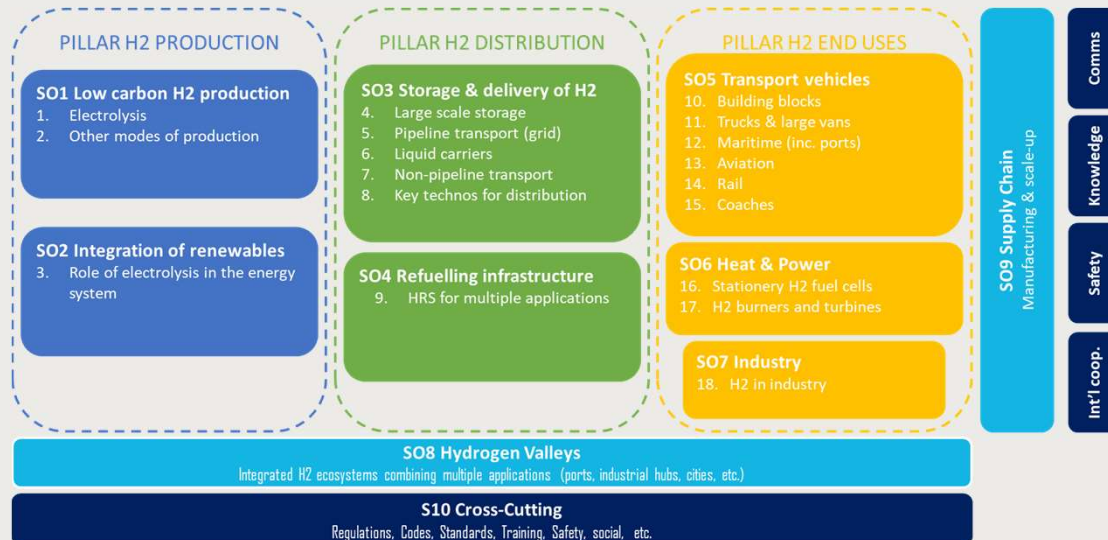 PILLAR H2 PRODUCTION
SO1 Low carbon H2 production
1. Electrolysis
2. Other modes of production
SO2 Integration of renewables
3. Role of electrolysis in the energy
system
PILLAR H2 DISTRIBUTION
SO3 Storage & delivery of H2
4. Large scale storage
5. Pipeline transport (grid)
6. Liquid carriers
7. Non-pipeline transport
8. Key technos for distribution
SO4 Refuelling infrastructure
9. HRS for multiple applications
PILLAR H2 END USES
SO5 Transport vehicles
10. Building blocks
11. Trucks & large vans
12. Maritime (inc. ports)
13. Aviation
14. Rail
15. Coaches
SO6 Heat & Power
16. Stationery H2 fuel cells
17. H2 burners and turbines
SO7 Industry
18. H2 in industry
SO9 Supply Chain
Manufacturing & scale-up
Comms
Knowledge
Safety
Int'l coop.
SO8 Hydrogen Valleys
Integrated H2 ecosystems combining multiple applications (ports, industrial hubs, cities, etc.)
S10 Cross-Cutting
Regulations, Codes, Standards, Training, Safety, social, etc.